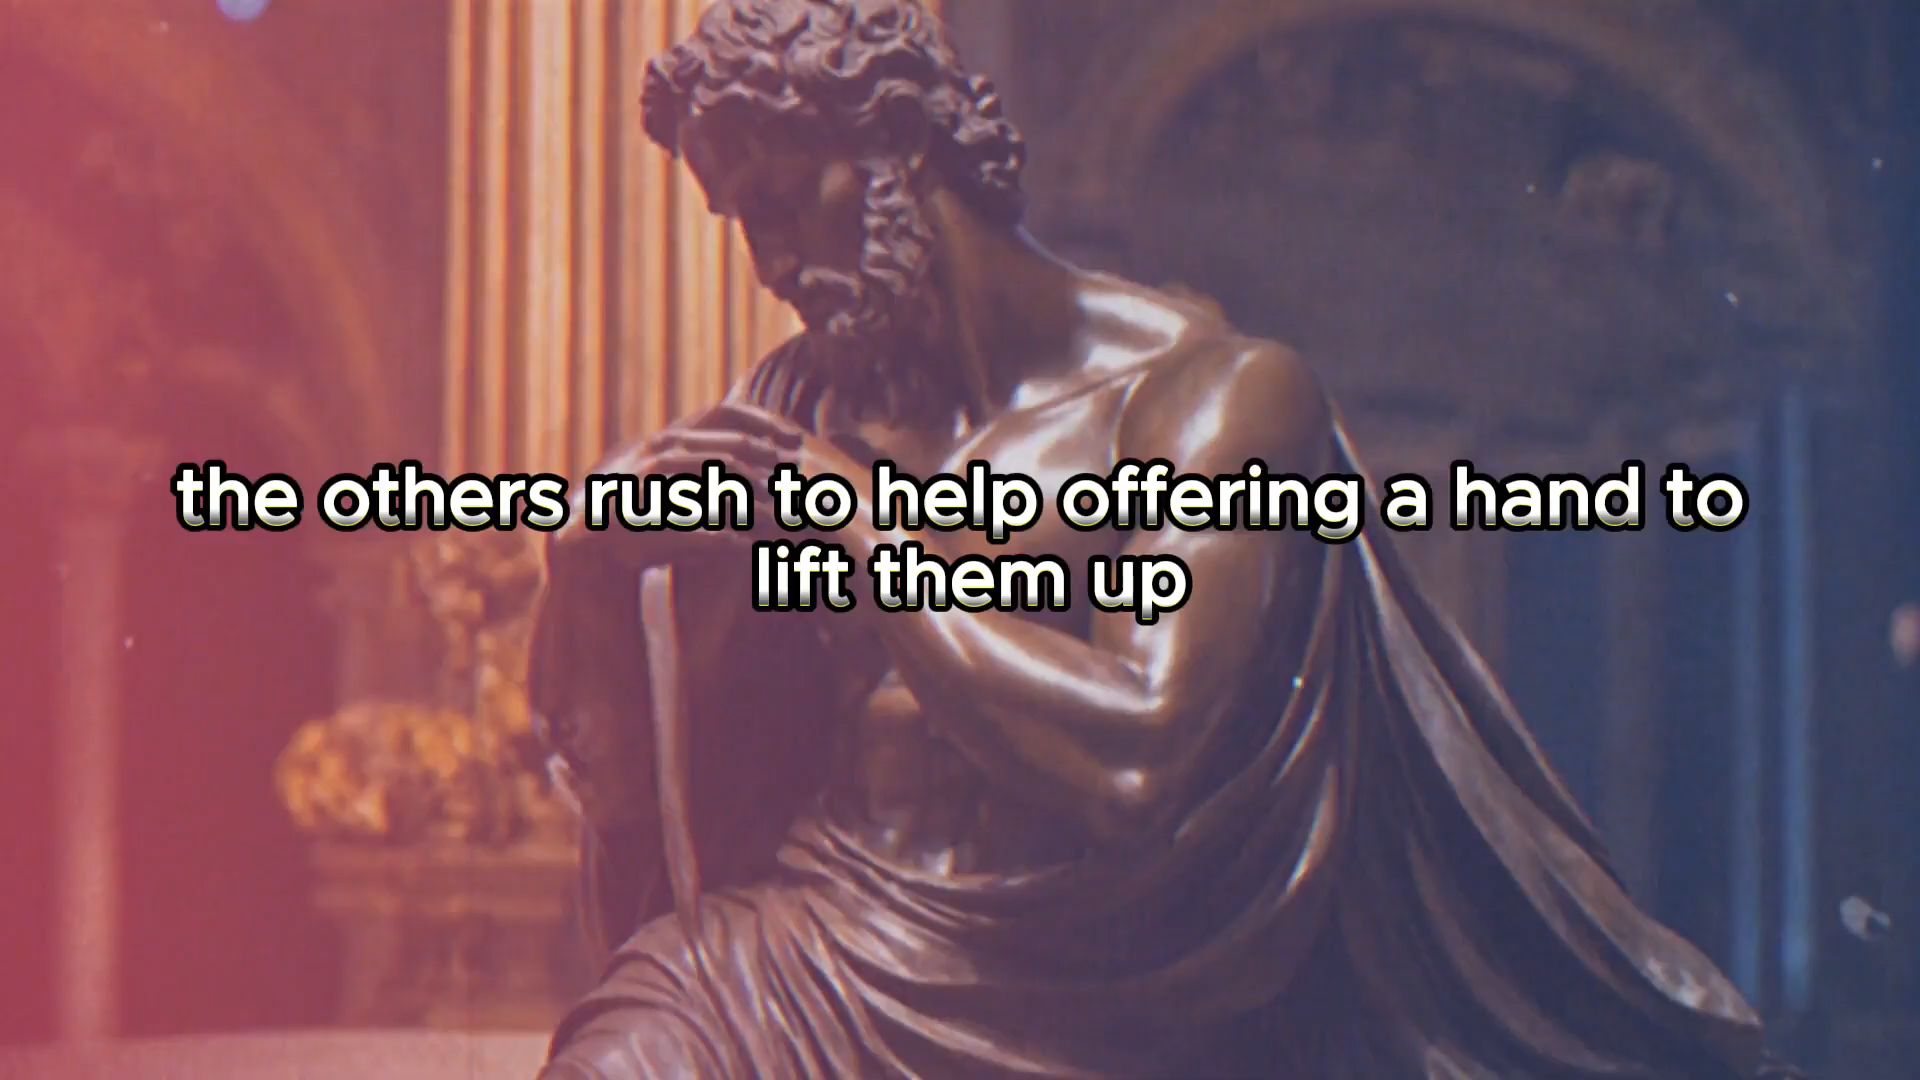 the others rush to help offering a hand to
lift them up